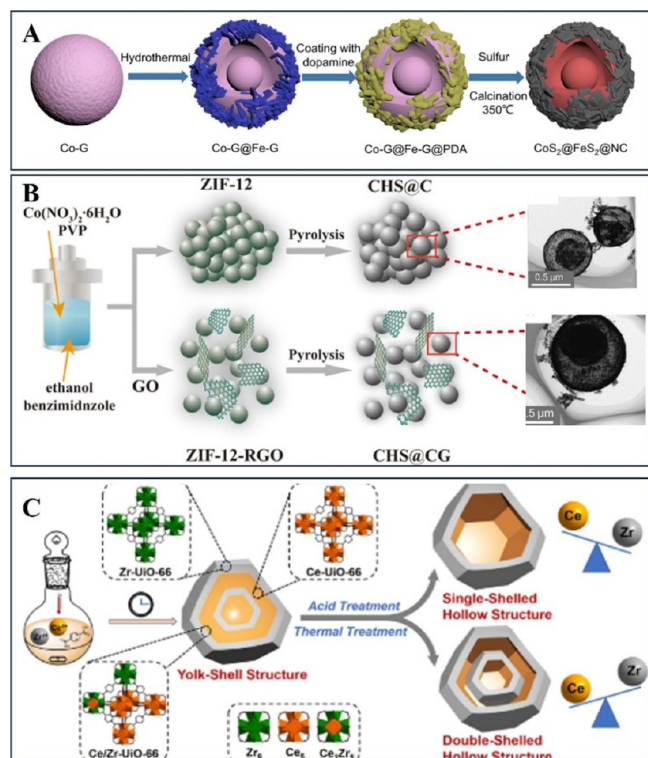 A
Hydrothermal
Coating with
dopamine
Sulfur
Calcination
350℃
Co-G
Co-G@Fe-G
Co-G@Fe-G@PDA
CoS₂@FeS₂@NC
B
Co(NO₃)₂·6H₂O
PVP
ethanol
benzimidnzole
GO
ZIF-12
Pyrolysis
CHS@C
0.5 μm
ZIF-12-RGO
Pyrolysis
CHS@CG
.5 μm
C
Zr-UiO-66
Ce-UiO-66
Ce/Zr-UiO-66
Yolk-Shell Structure
Acid Treatment
Thermal Treatment
Zr₆
Ce₆
Single-Shelled
Hollow Structure
Ce
Zr
Double-Shelled
Hollow Structure
Ce
Zr